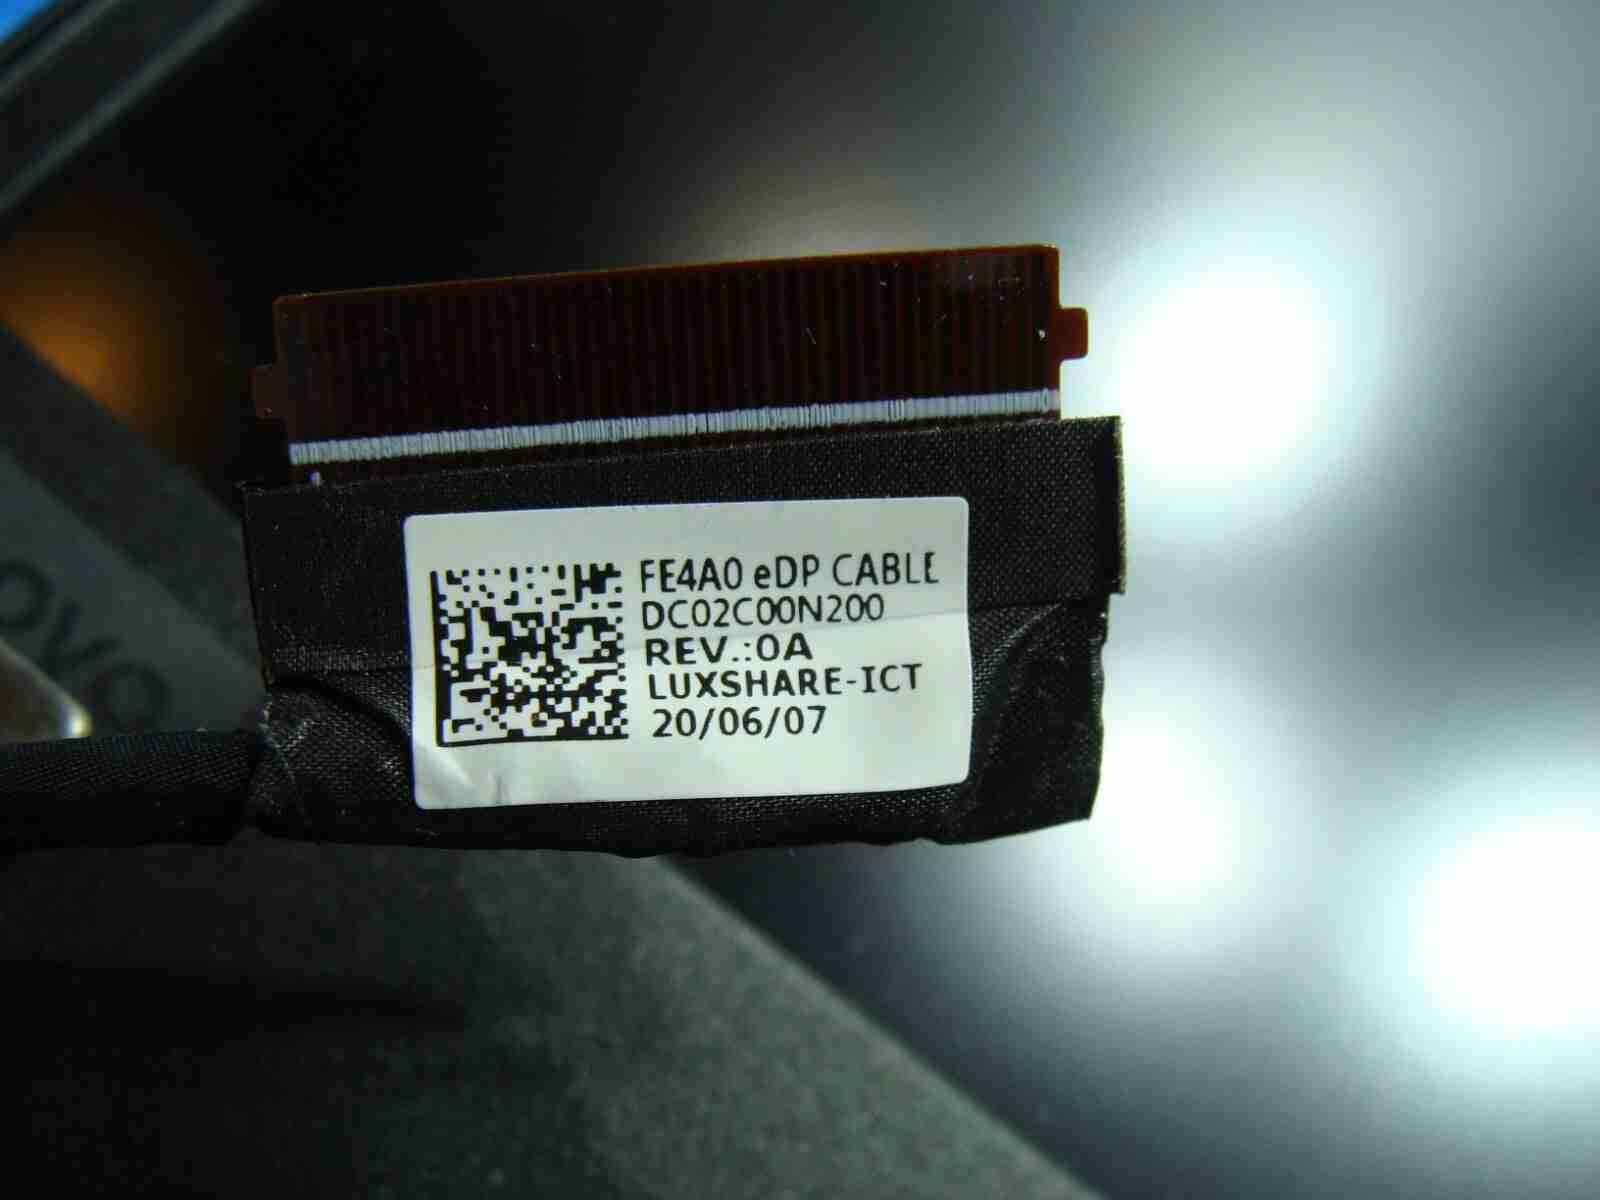 FE4A0 eDP CABLE
DC02C00N200
REV.:0A
LUXSHARE-ICT
20/06/07